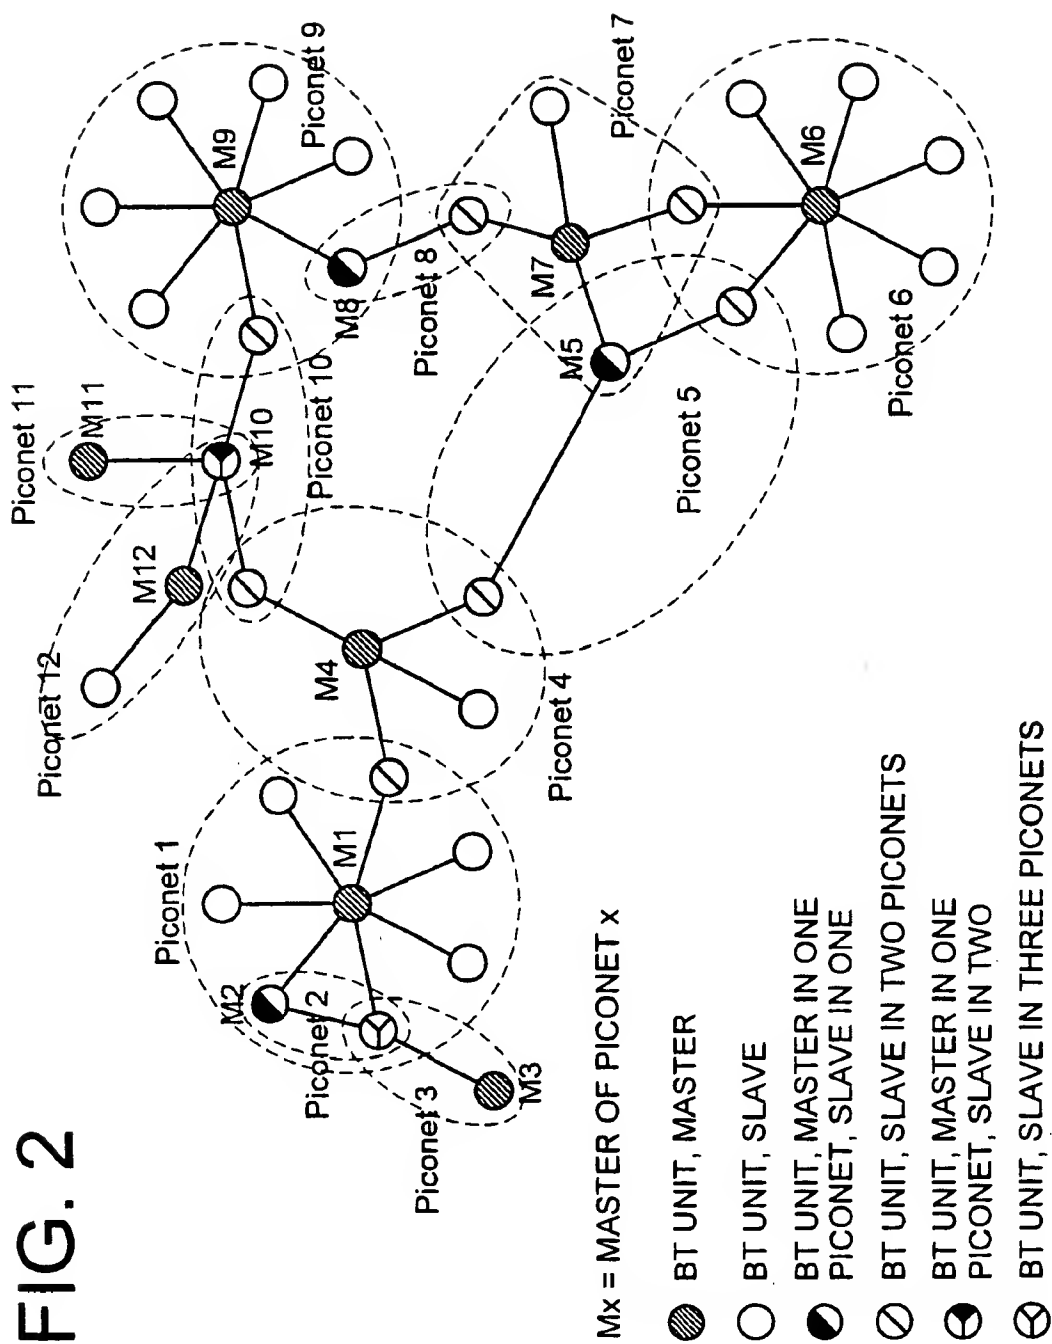 FIG. 2
Piconet 1
Piconet 2
Piconet 3
Piconet 4
Piconet 5
Piconet 6
Piconet 7
Piconet 8
Piconet 9
Piconet 10
Piconet 11
Piconet 12
M1
M2
M3
M4
M5
M6
M7
M8
M9
M10
M11
M12
Mx = MASTER OF PICONET x
BT UNIT, MASTER
BT UNIT, SLAVE
BT UNIT, MASTER IN ONE
PICONET, SLAVE IN ONE
BT UNIT, SLAVE IN TWO PICONETS
BT UNIT, MASTER IN ONE
PICONET, SLAVE IN TWO
BT UNIT, SLAVE IN THREE PICONETS